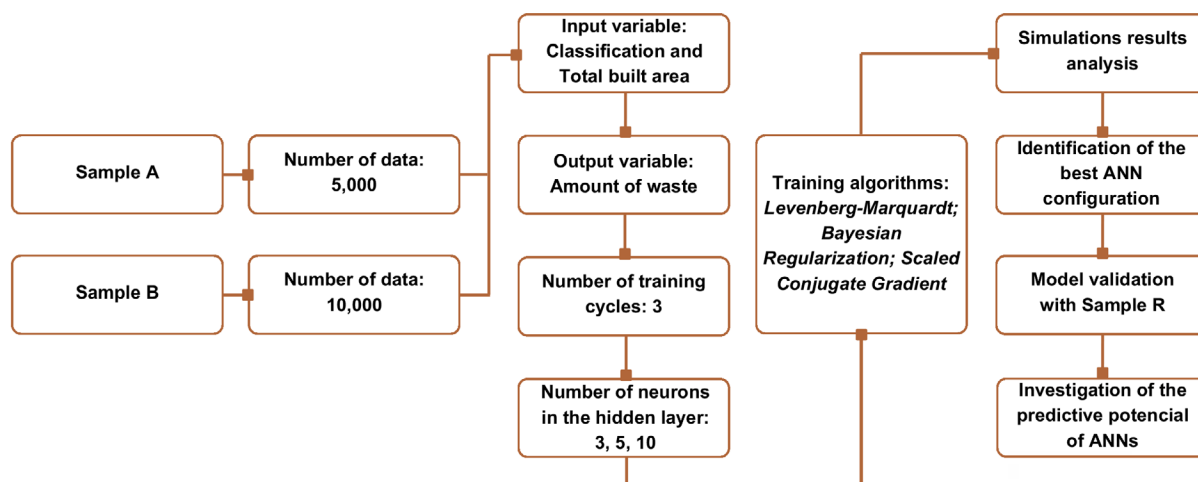 Sample A
Number of data:
5,000
Sample B
Number of data:
10,000
Input variable:
Classification and
Total built area
Output variable:
Amount of waste
Number of training
cycles: 3
Number of neurons
in the hidden layer:
3, 5, 10
Training algorithms:
Levenberg-Marquardt;
Bayesian
Regularization; Scaled
Conjugate Gradient
Simulations results
analysis
Identification of the
best ANN
configuration
Model validation
with Sample R
Investigation of the
predictive potencial
of ANNs